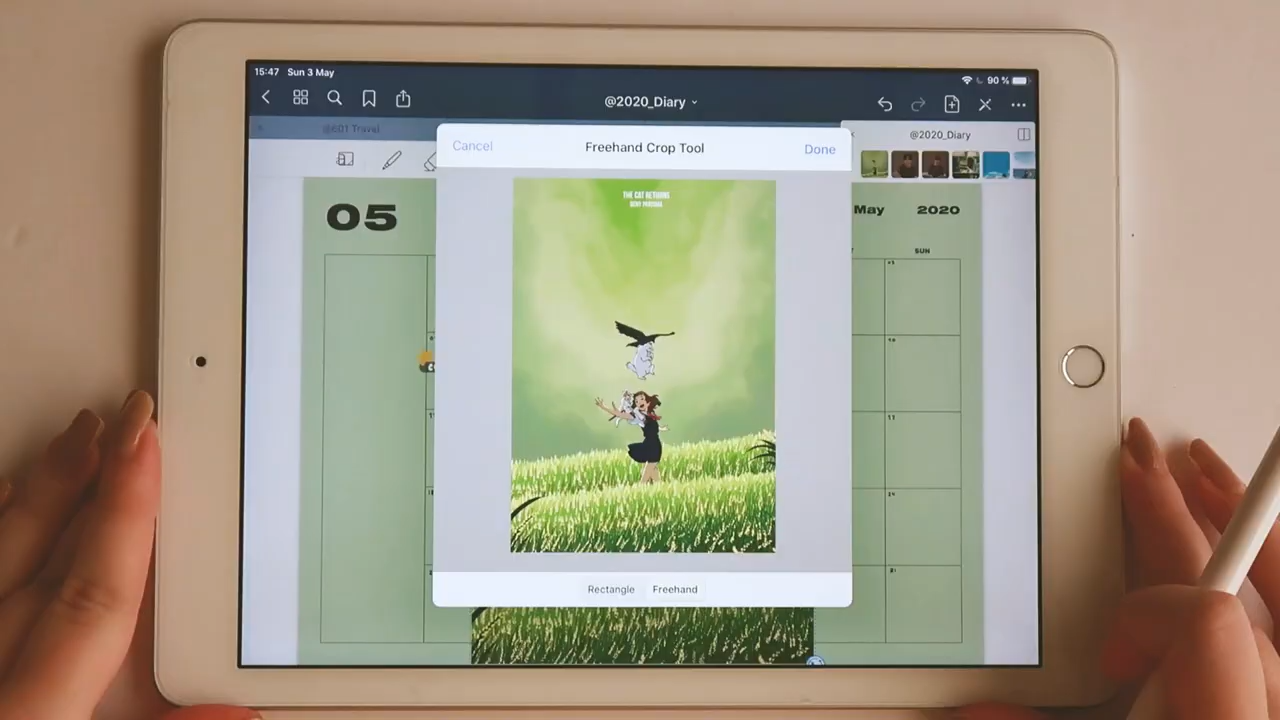 15:47 Sun 3 May
90 %
@2020_Diary
@E01 Travel
@2020_Diary
Cancel
Freehand Crop Tool
Done
THE CAT RETURNS
05
May
2020
SUN
Rectangle
Freehand